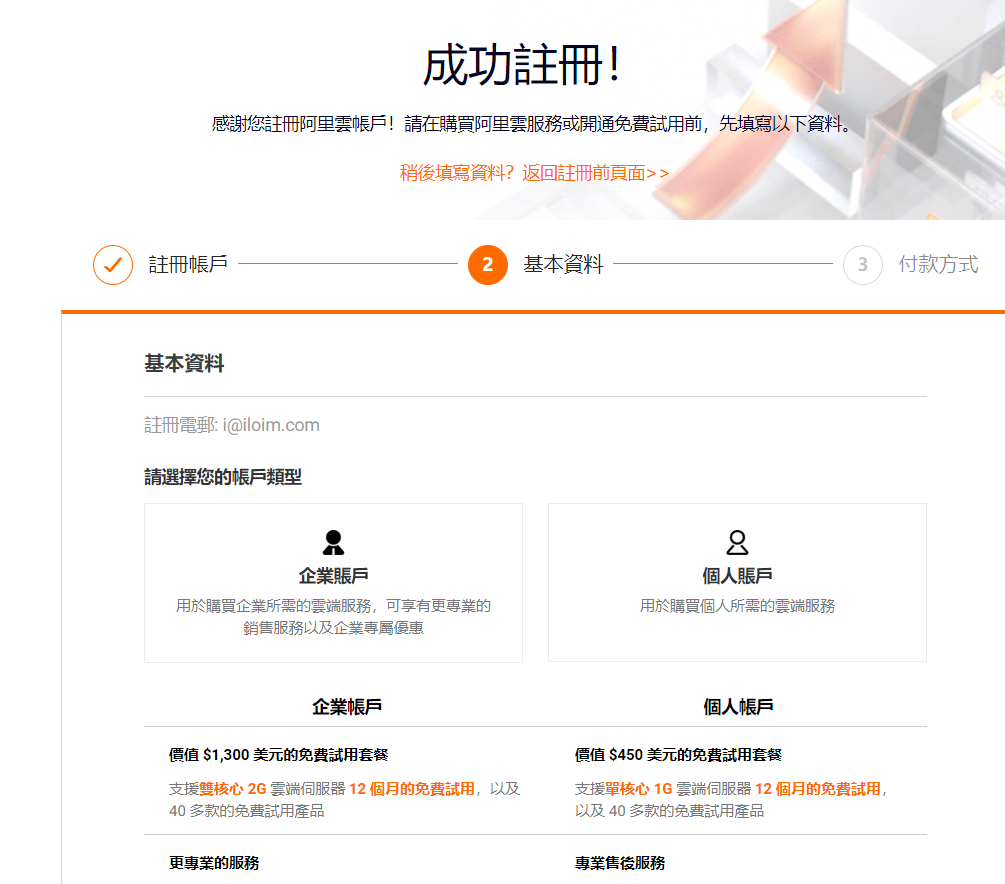 成功註冊!
感謝您註冊阿里雲帳戶！請在購買阿里雲服務或開通免費試用前，先填寫以下資料。
稍後填寫資料？返回註冊前頁面>>
註冊帳戶
2 基本資料
3 付款方式
基本資料
註冊電郵: i@iloim.com
請選擇您的帳戶類型
企業賬戶
用於購買企業所需的雲端服務，可享有更專業的
銷售服務以及企業專屬優惠
個人賬戶
用於購買個人所需的雲端服務
企業帳戶
個人帳戶
價值 $1,300 美元的免費試用套餐
支援雙核心 2G 雲端伺服器 12 個月的免費試用，以及
40 多款的免費試用產品
價值 $450 美元的免費試用套餐
支援單核心 1G 雲端伺服器 12 個月的免費試用，
以及 40 多款的免費試用產品
更專業的服務
專業售後服務